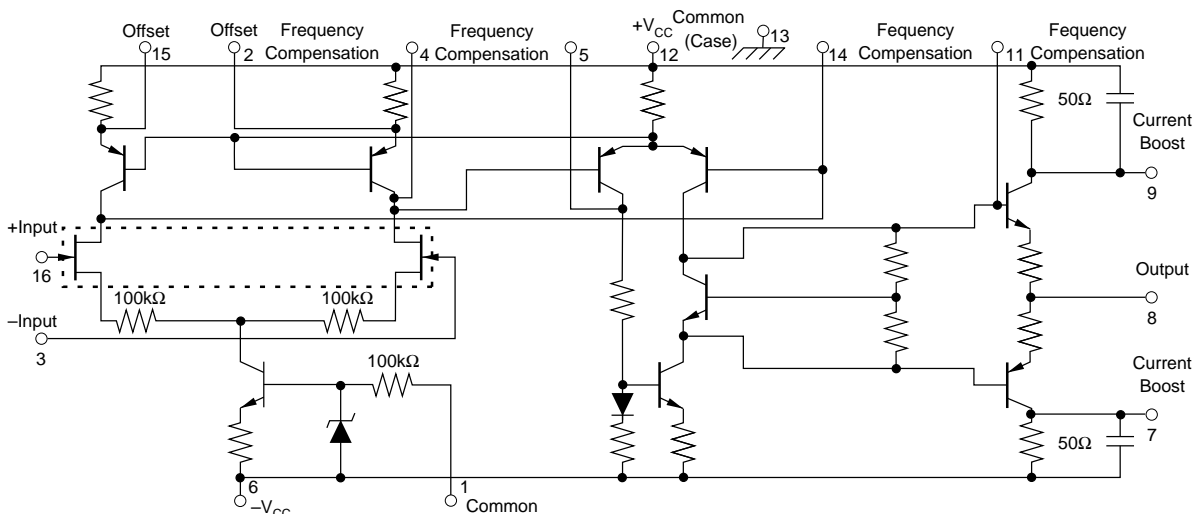 Offset
15
Offset
2
Frequency
Compensation
4
Frequency
Compensation
5
+VCC
12
Common
(Case)
13
14
Fequency
Compensation
11
Fequency
Compensation
50Ω
Current
Boost
9
+Input
16
100kΩ
100kΩ
–Input
3
Output
8
100kΩ
Current
Boost
7
50Ω
6
–VCC
1
Common